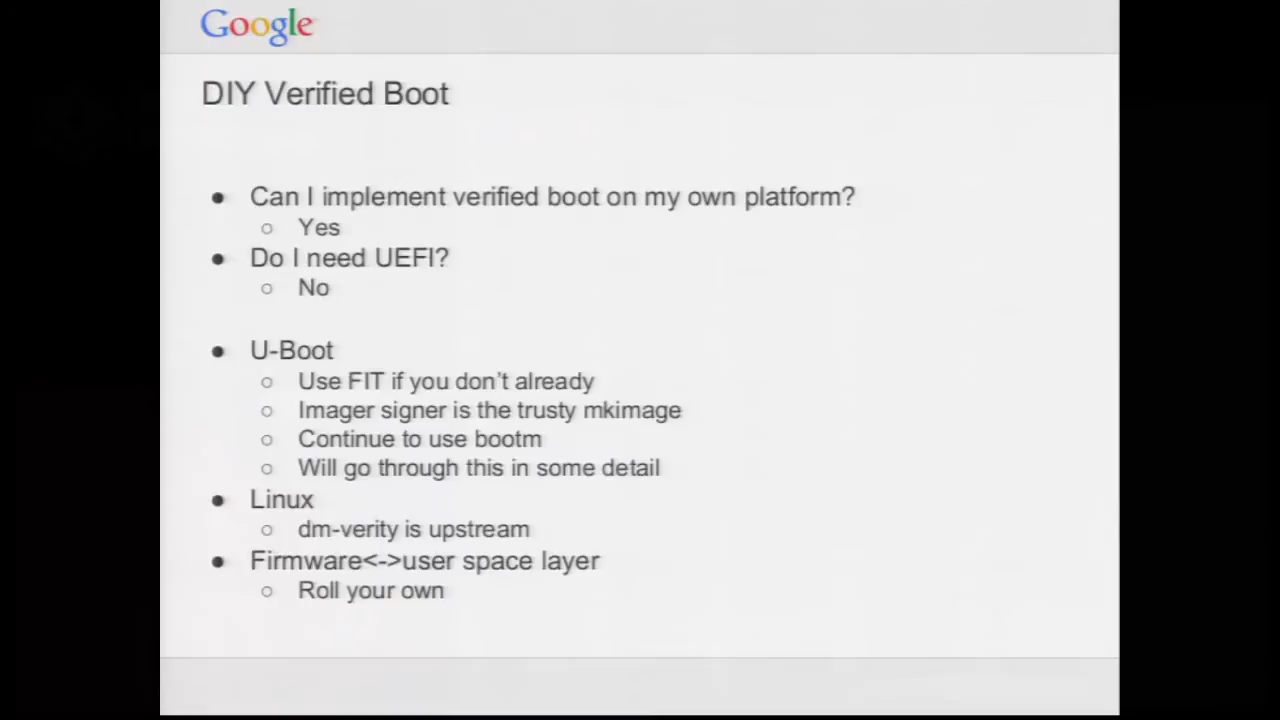 Google
DIY Verified Boot
● Can I implement verified boot on my own platform?
○ Yes
● Do I need UEFI?
○ No
● U-Boot
○ Use FIT if you don't already
○ Imager signer is the trusty mkimage
○ Continue to use bootm
○ Will go through this in some detail
● Linux
○ dm-verity is upstream
● Firmware<->user space layer
○ Roll your own